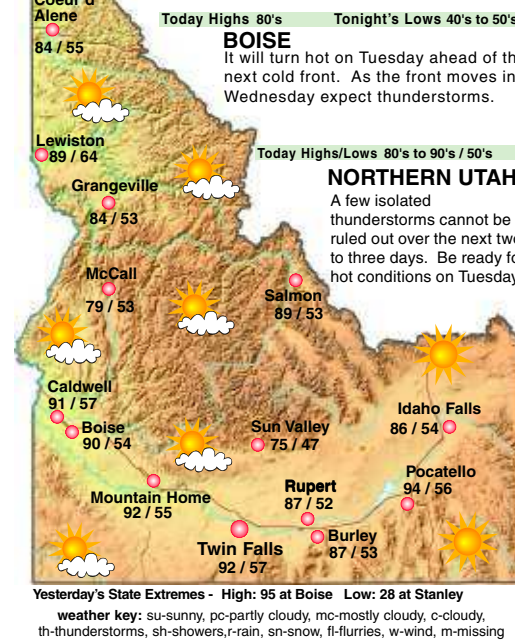 Coeur d'
Alene
84 / 55
Today Highs 80's Tonight's Lows 40's to 50's
BOISE
It will turn hot on Tuesday ahead of
next cold front. As the front moves in
Wednesday expect thunderstorms.
Lewiston
89 / 64
Grangeville
84 / 53
Today Highs/Lows 80's to 90's / 50's
NORTHERN UTAH
A few isolated
thunderstorms cannot be
ruled out over the next two
to three days. Be ready
hot conditions on Tuesday
McCall
79 / 53
Salmon
89 / 53
Caldwell
91 / 57
Boise
90 / 54
Sun Valley
75 / 47
Idaho Falls
86 / 54
Mountain Home
92 / 55
Rupert
87 / 52
Pocatello
94 / 56
Twin Falls
92 / 57
Burley
87 / 53
Yesterday's State Extremes - High: 95 at Boise Low: 28 at Stanley
weather key: su-sunny, pc-partly cloudy, mc-mostly cloudy, c-cloudy,
th-thunderstorms, sh-showers,r-rain, sn-snow, fl-flurries, w-wind, m-missing